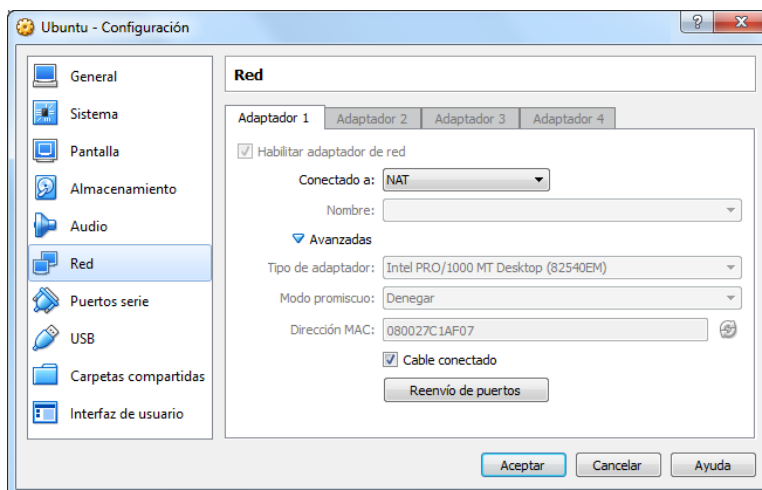 Ubuntu - Configuración
General
Sistema
Pantalla
Almacenamiento
Audio
Red
Puertos serie
USB
Carpetas compartidas
Interfaz de usuario
Red
Adaptador 1 Adaptador 2 Adaptador 3 Adaptador 4
Habilitar adaptador de red
Conectado a: NAT
Nombre:
Avanzadas
Tipo de adaptador: Intel PRO/1000 MT Desktop (82540EM)
Modo promiscuo: Denegar
Dirección MAC: 080027C1AF07
Cable conectado
Reenvío de puertos
Aceptar Cancelar Ayuda